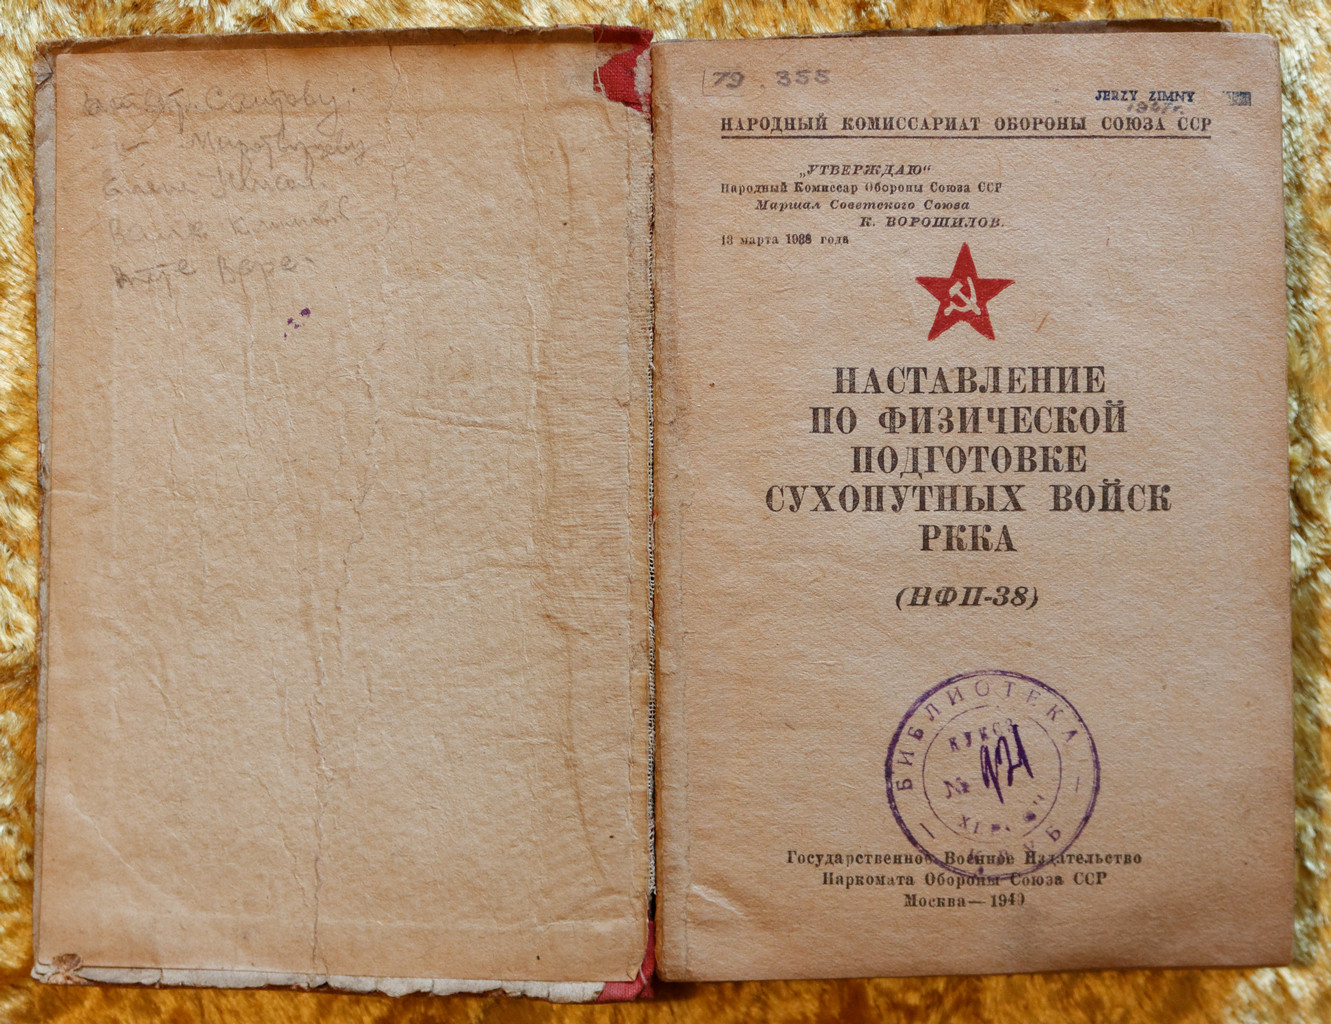 Вере
79.355
JERZY ZIMNY
НАРОДНЫЙ КОМИССАРИАТ ОБОРОНЫ СОЮЗА ССР
„УТВЕРЖДАЮ“
Народный Комиссар Обороны Союза ССР
Маршал Советского Союза
К. ВОРОШИЛОВ.
13 марта 1938 года
НАСТАВЛЕНИЕ
ПО ФИЗИЧЕСКОЙ
ПОДГОТОВКЕ
СУХОПУТНЫХ ВОЙСК
РККА
(НФП-38)
БИБЛИОТЕКА
№ 921
Государственное Военное Издательство
Наркомата Обороны Союза ССР
Москва—1940